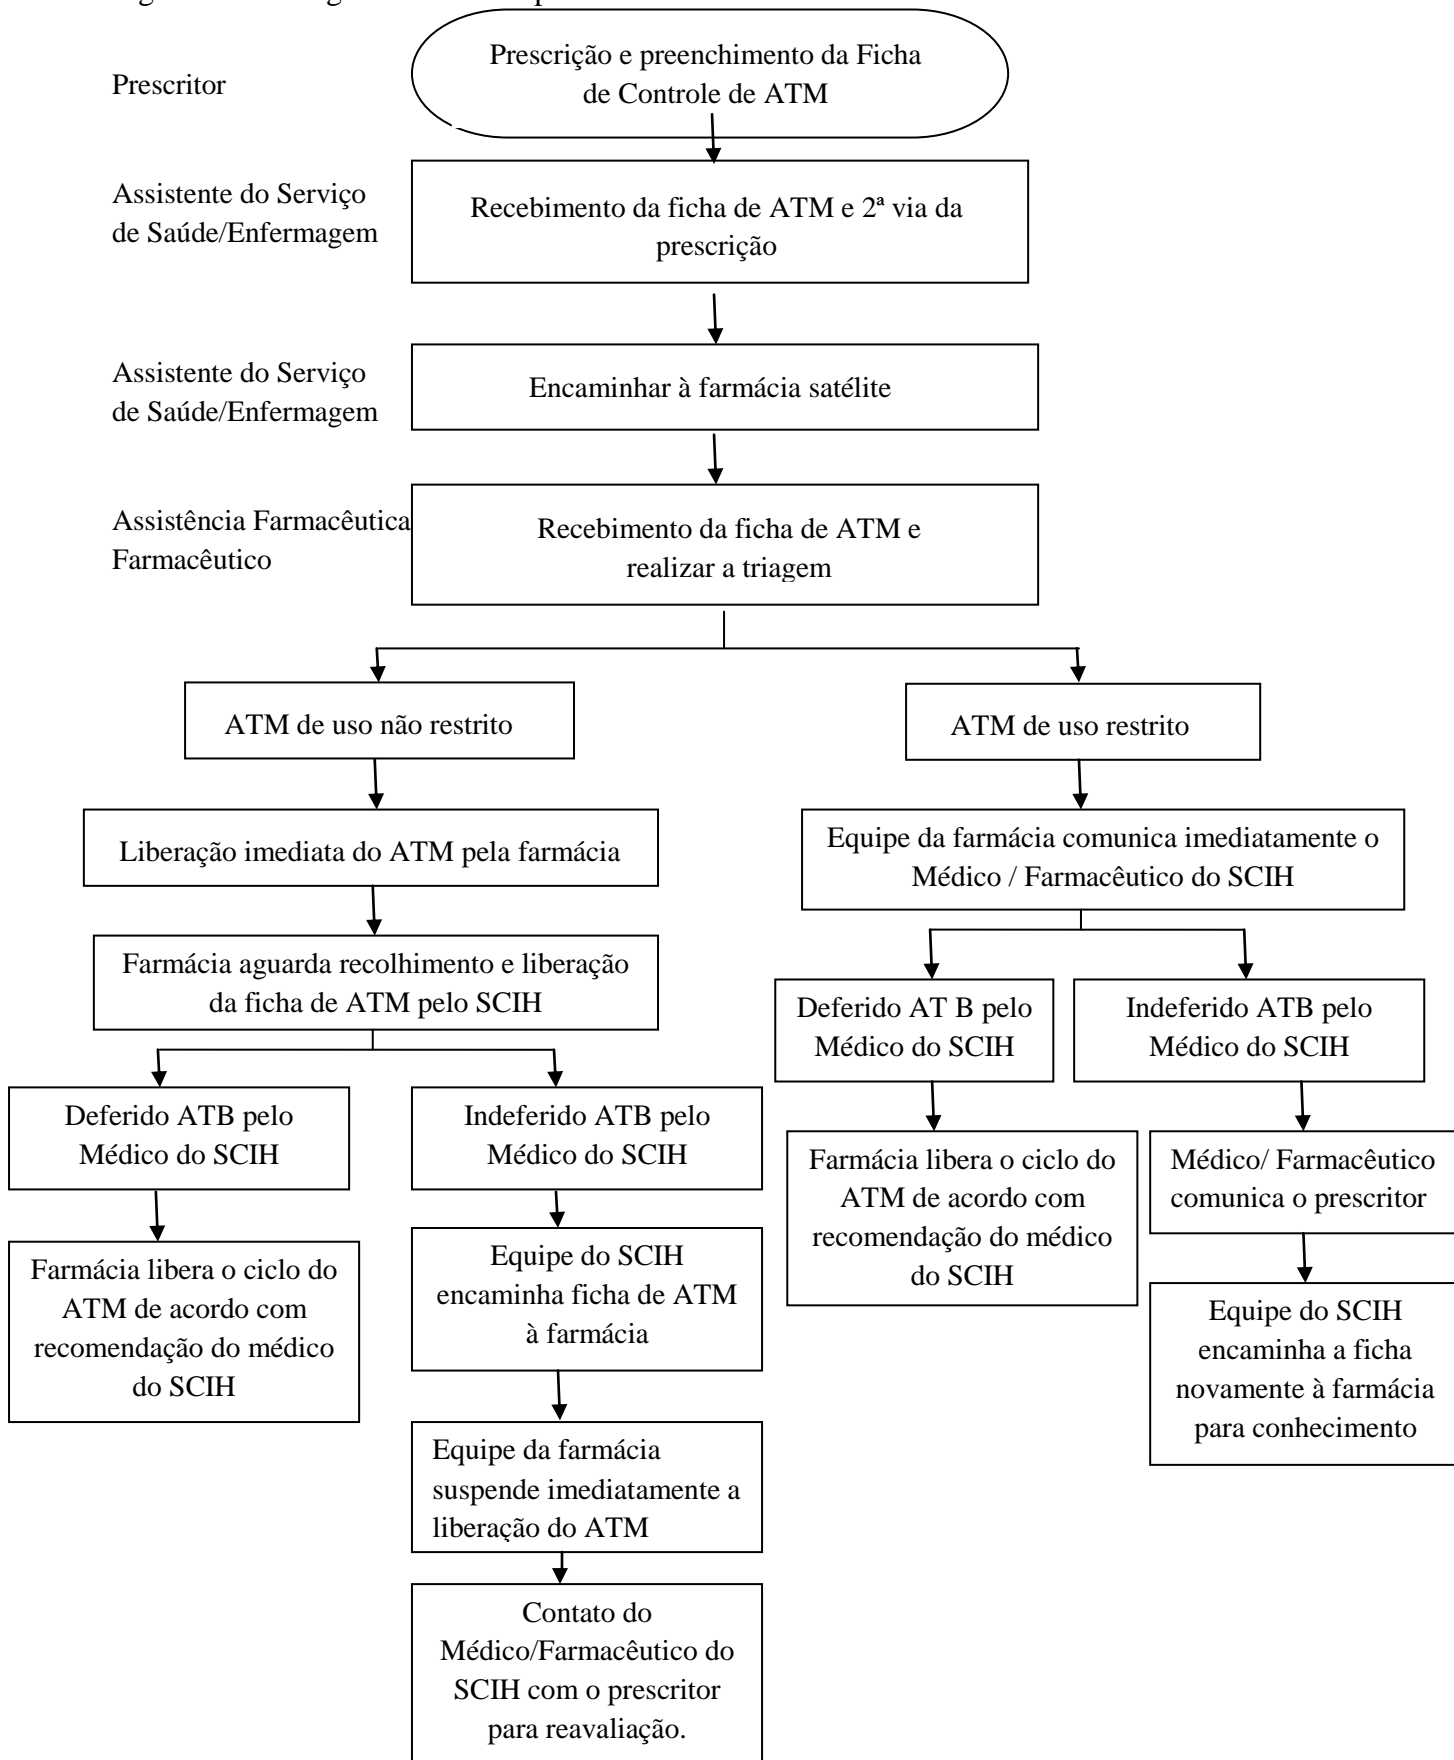 Prescritor
Prescrição e preenchimento da Ficha
de Controle de ATM
Assistente do Serviço
de Saúde/Enfermagem
Recebimento da ficha de ATM e 2ª via da
prescrição
Assistente do Serviço
de Saúde/Enfermagem
Encaminhar à farmácia satélite
Assistência Farmacêutica
Farmacêutico
Recebimento da ficha de ATM e
realizar a triagem
ATM de uso não restrito
ATM de uso restrito
Liberação imediata do ATM pela farmácia
Equipe da farmácia comunica imediatamente o
Médico / Farmacêutico do SCIH
Farmácia aguarda recolhimento e liberação
da ficha de ATM pelo SCIH
Deferido AT B pelo
Médico do SCIH
Indeferido ATB pelo
Médico do SCIH
Deferido ATB pelo
Médico do SCIH
Indeferido ATB pelo
Médico do SCIH
Farmácia libera o ciclo do
ATM de acordo com
recomendação do médico
do SCIH
Médico/ Farmacêutico
comunica o prescritor
Farmácia libera o ciclo do
ATM de acordo com
recomendação do médico
do SCIH
Equipe do SCIH
encaminha ficha de ATM
à farmácia
Equipe do SCIH
encaminha a ficha
novamente à farmácia
para conhecimento
Equipe da farmácia
suspende imediatamente a
liberação do ATM
Contato do
Médico/Farmacêutico do
SCIH com o prescritor
para reavaliação.